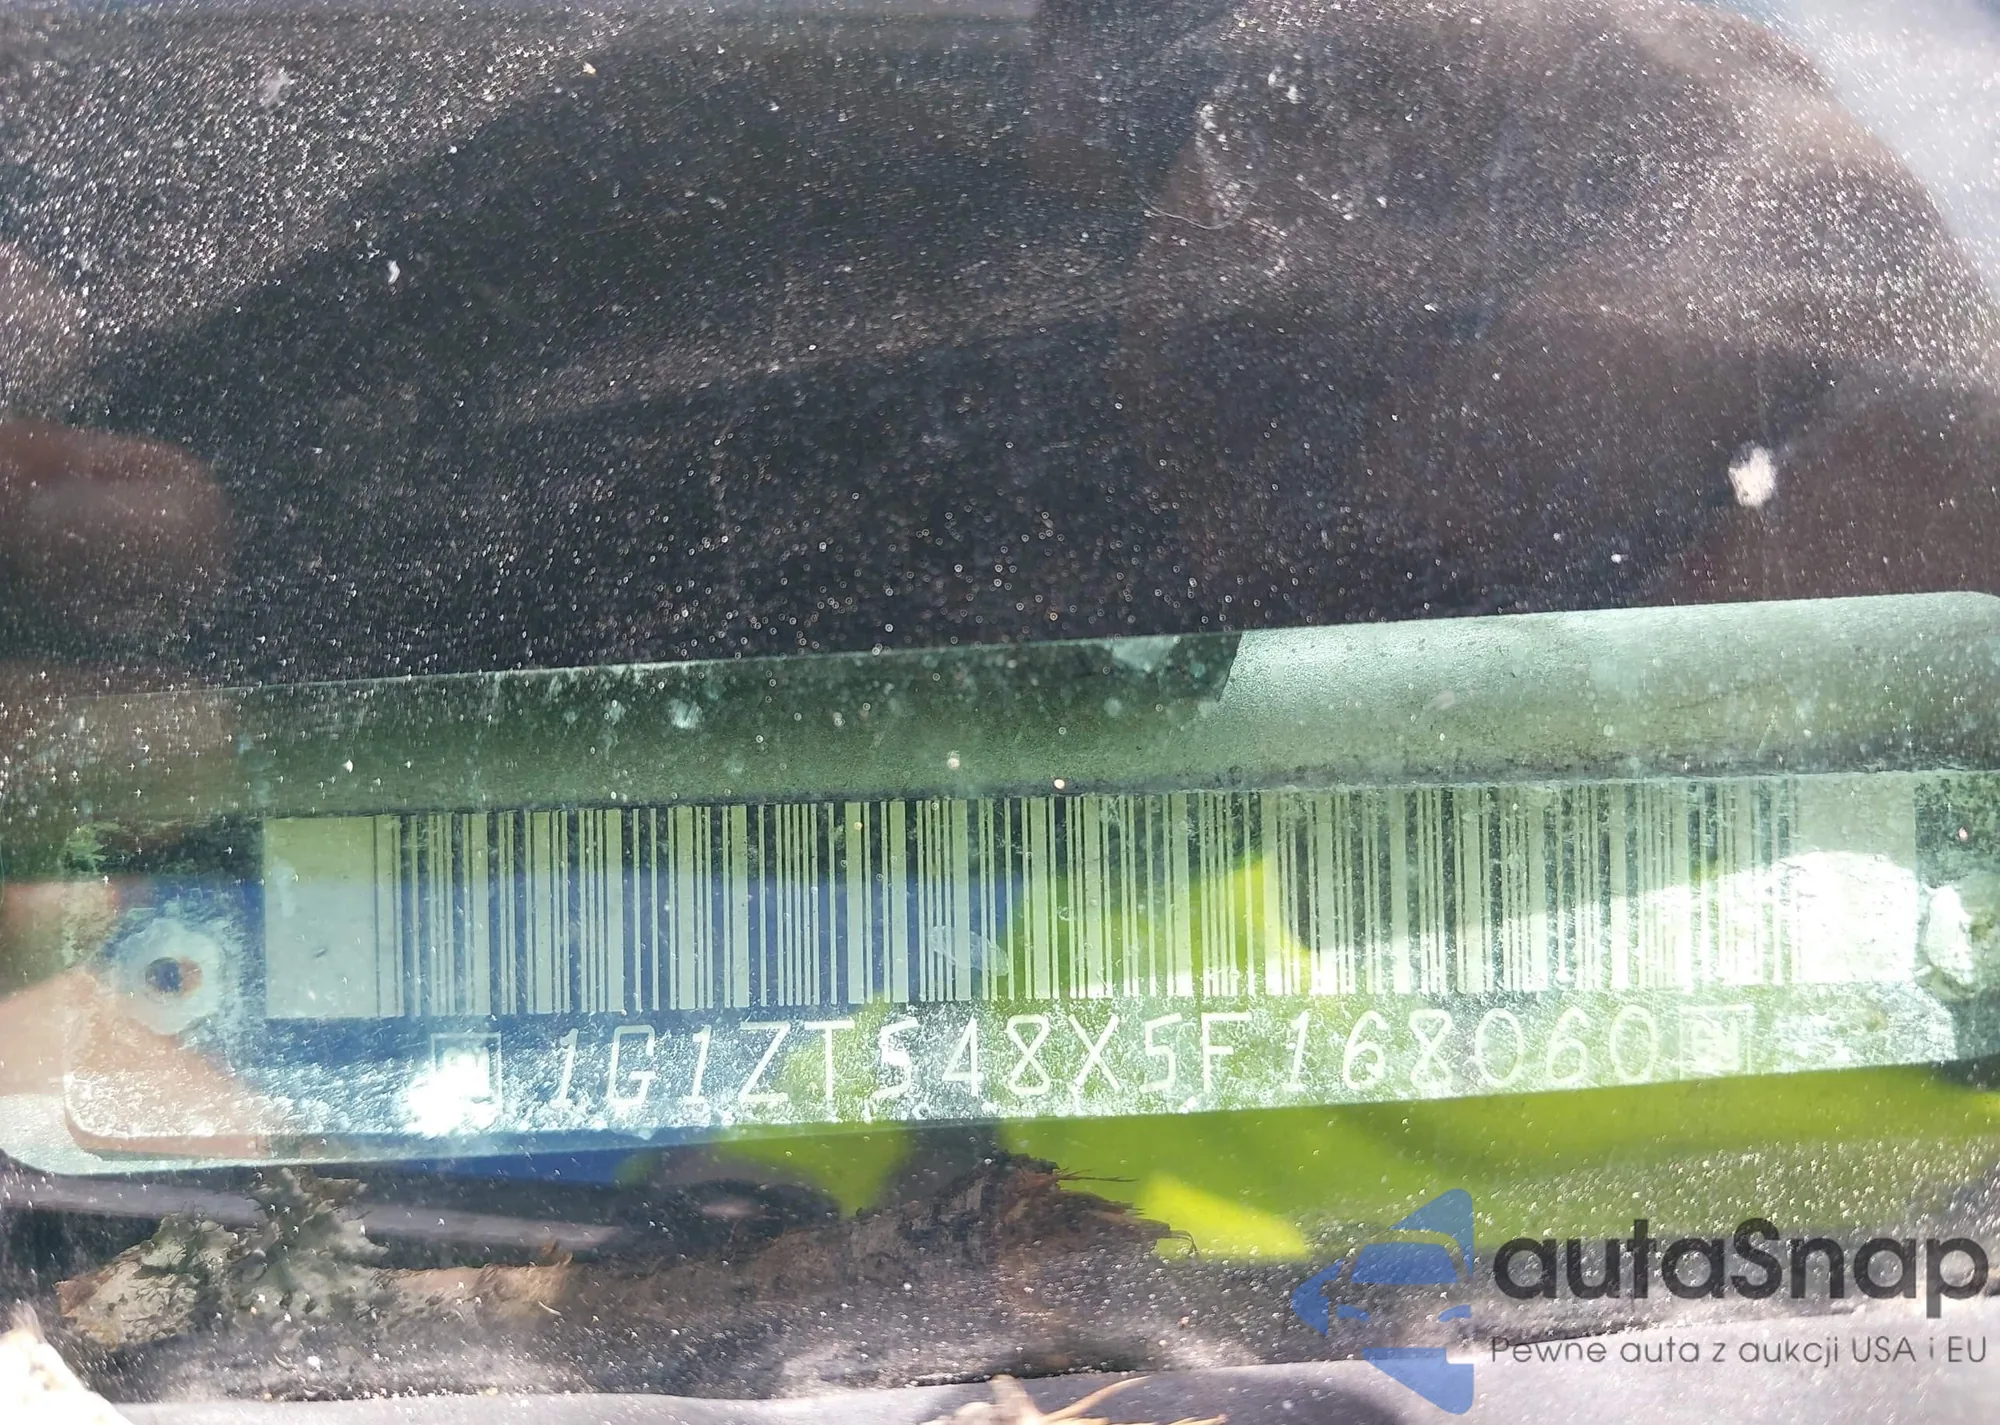 1G1ZT548X5F168060
autaSnap
Pewne auta z aukcji USA i EU